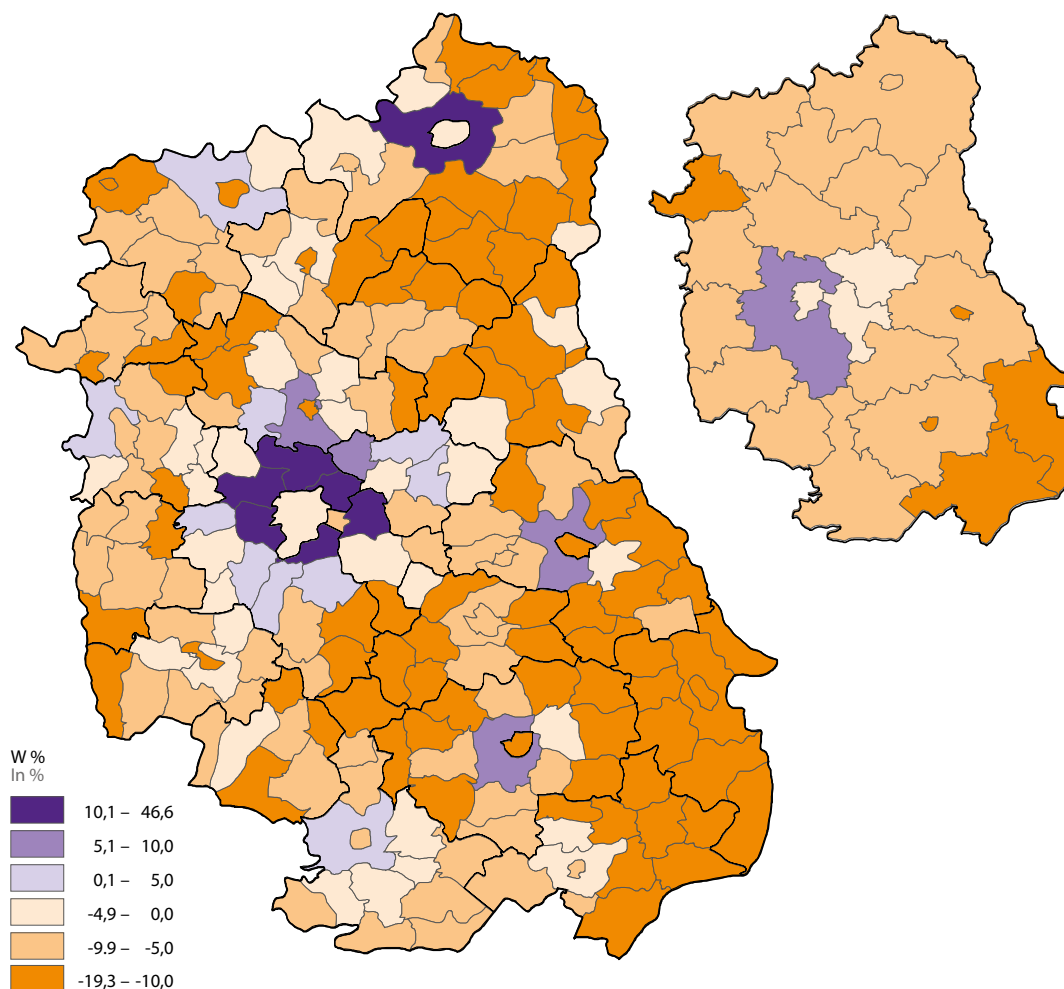 W %
In %
10,1 – 46,6
5,1 – 10,0
0,1 – 5,0
-4,9 – 0,0
-9.9 – -5,0
-19,3 – -10,0